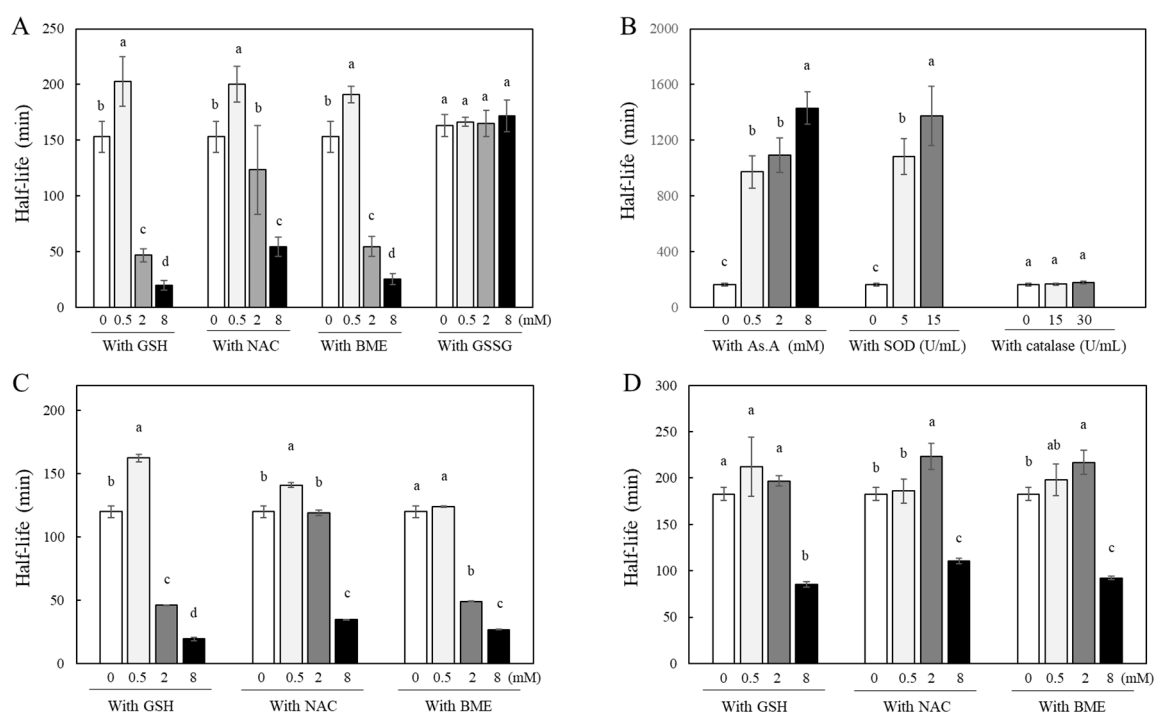 A
Half-life (min)
250
200
150
100
50
0
b a c d
b a b c
b a c d
a a a a
0 0.5 2 8
0 0.5 2 8
0 0.5 2 8
0 0.5 2 8 (mM)
With GSH
With NAC
With BME
With GSSG
B
Half-life (min)
2000
1600
1200
800
400
0
c b b a
c b a
a a a
0 0.5 2 8
0 5 15
0 15 30
With As.A (mM)
With SOD (U/mL)
With catalase (U/mL)
C
Half-life (min)
200
150
100
50
0
b a c d
b a b c
a a b c
0 0.5 2 8
0 0.5 2 8
0 0.5 2 8 (mM)
With GSH
With NAC
With BME
D
Half-life (min)
300
250
200
150
100
50
0
a a a b
b b a c
b ab a c
0 0.5 2 8
0 0.5 2 8
0 0.5 2 8 (mM)
With GSH
With NAC
With BME